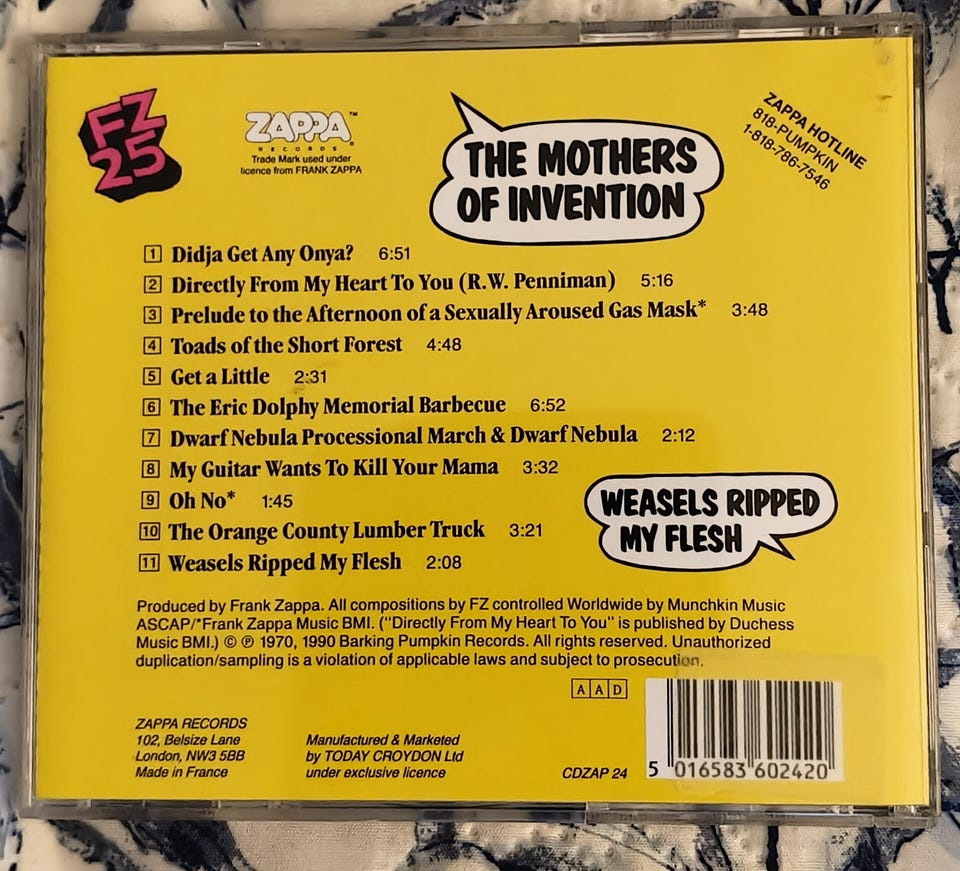 FZ
25
ZAPPA™
RECORDS®
Trade Mark used under
licence from FRANK ZAPPA
THE MOTHERS
OF INVENTION
ZAPPA HOTLINE
818-PUMPKIN
1-818-786-7546
1 Didja Get Any Onya? 6:51
2 Directly From My Heart To You (R.W. Penniman) 5:16
3 Prelude to the Afternoon of a Sexually Aroused Gas Mask* 3:48
4 Toads of the Short Forest 4:48
5 Get a Little 2:31
6 The Eric Dolphy Memorial Barbecue 6:52
7 Dwarf Nebula Processional March & Dwarf Nebula 2:12
8 My Guitar Wants To Kill Your Mama 3:32
9 Oh No* 1:45
10 The Orange County Lumber Truck 3:21
11 Weasels Ripped My Flesh 2:08
WEASELS RIPPED
MY FLESH
Produced by Frank Zappa. All compositions by FZ controlled Worldwide by Munchkin Music
ASCAP/*Frank Zappa Music BMI. ("Directly From My Heart To You" is published by Duchess
Music BMI.) © ℗ 1970, 1990 Barking Pumpkin Records. All rights reserved. Unauthorized
duplication/sampling is a violation of applicable laws and subject to prosecution.
AAD
ZAPPA RECORDS
102, Belsize Lane
London, NW3 5BB
Made in France
Manufactured & Marketed
by TODAY CROYDON Ltd
under exclusive licence
CDZAP 24
5 016583 602420